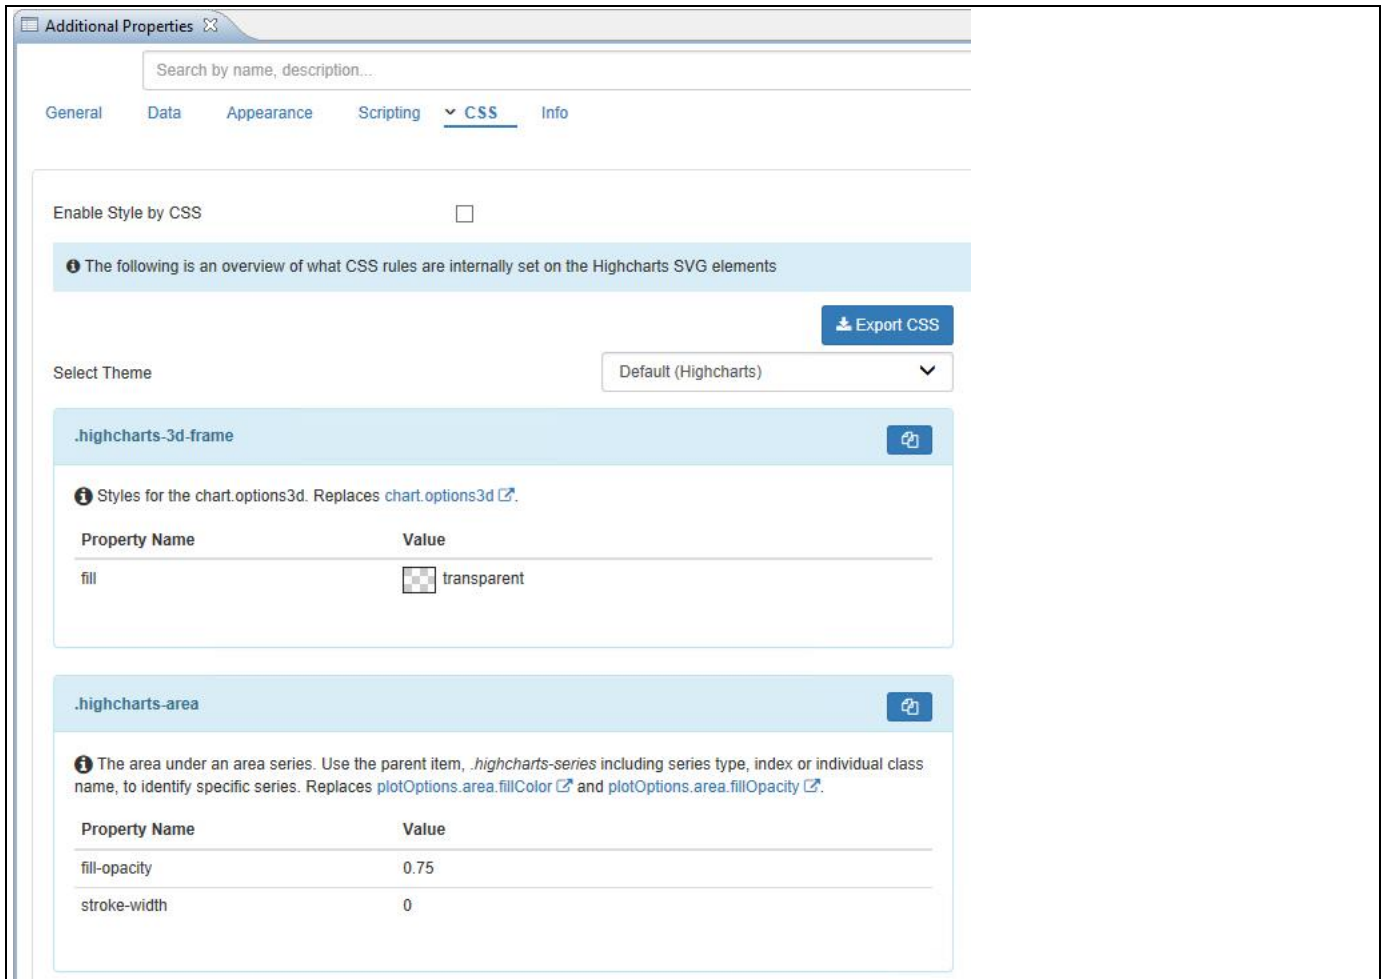 Additional Properties
Search by name, description...
General Data Appearance Scripting CSS Info
Enable Style by CSS
The following is an overview of what CSS rules are internally set on the Highcharts SVG elements
Export CSS
Select Theme Default (Highcharts)
.highcharts-3d-frame
Styles for the chart.options3d. Replaces chart.options3d.
Property Name Value
fill transparent
.highcharts-area
The area under an area series. Use the parent item, .highcharts-series including series type, index or individual class
name, to identify specific series. Replaces plotOptions.area.fillColor and plotOptions.area.fillOpacity.
Property Name Value
fill-opacity 0.75
stroke-width 0